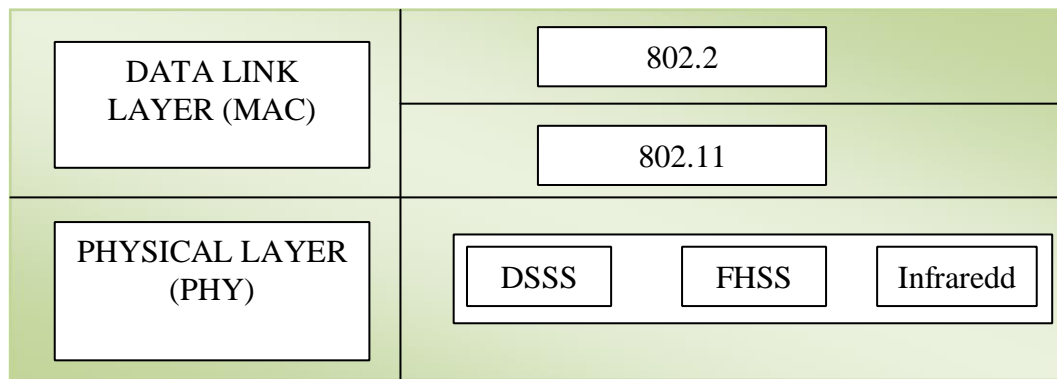 DATA LINK
LAYER (MAC)
802.2
802.11
PHYSICAL LAYER
(PHY)
DSSS
FHSS
Infraredd